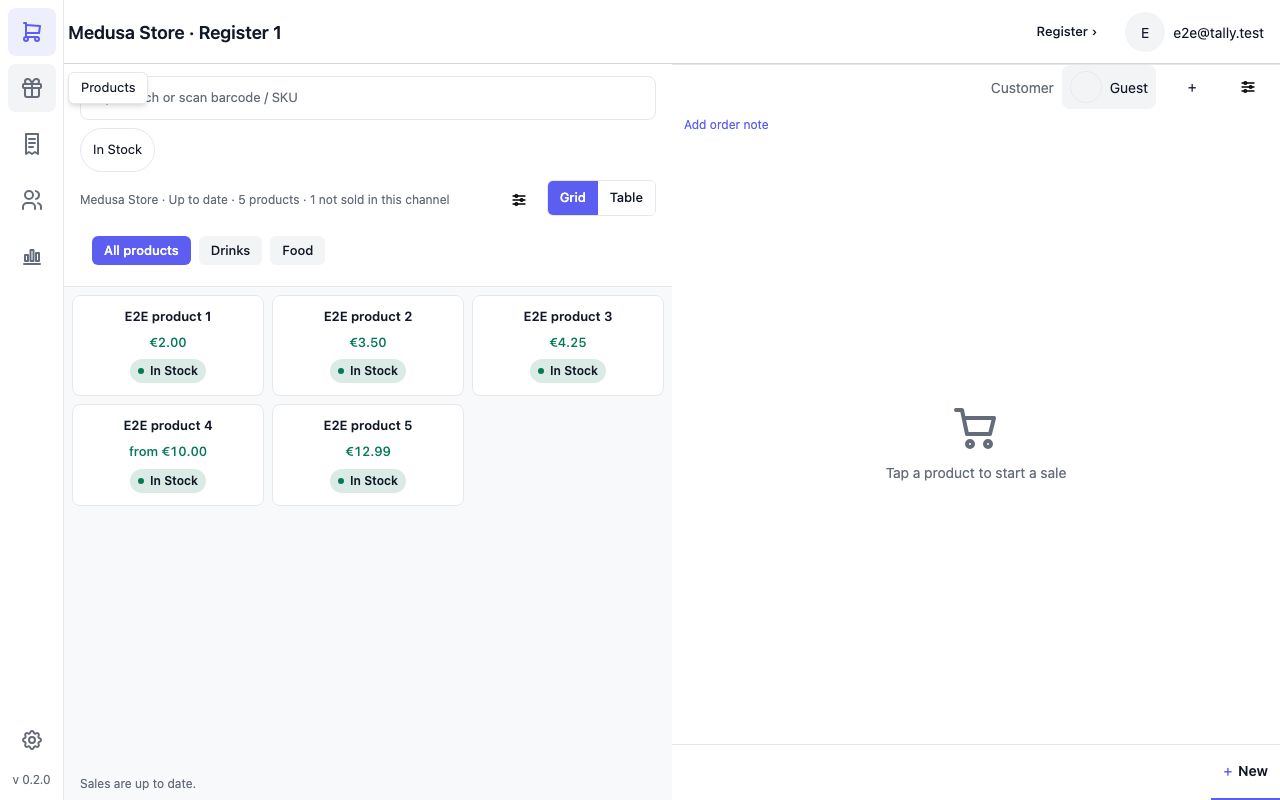 Medusa Store · Register 1
Register ›
E
e2e@tally.test
Products
or scan barcode / SKU
In Stock
Medusa Store · Up to date · 5 products · 1 not sold in this channel
Grid
Table
All products
Drinks
Food
E2E product 1
€2.00
In Stock
E2E product 2
€3.50
In Stock
E2E product 3
€4.25
In Stock
E2E product 4
from €10.00
In Stock
E2E product 5
€12.99
In Stock
Sales are up to date.
v 0.2.0
Customer
Guest
+
Add order note
Tap a product to start a sale
+ New